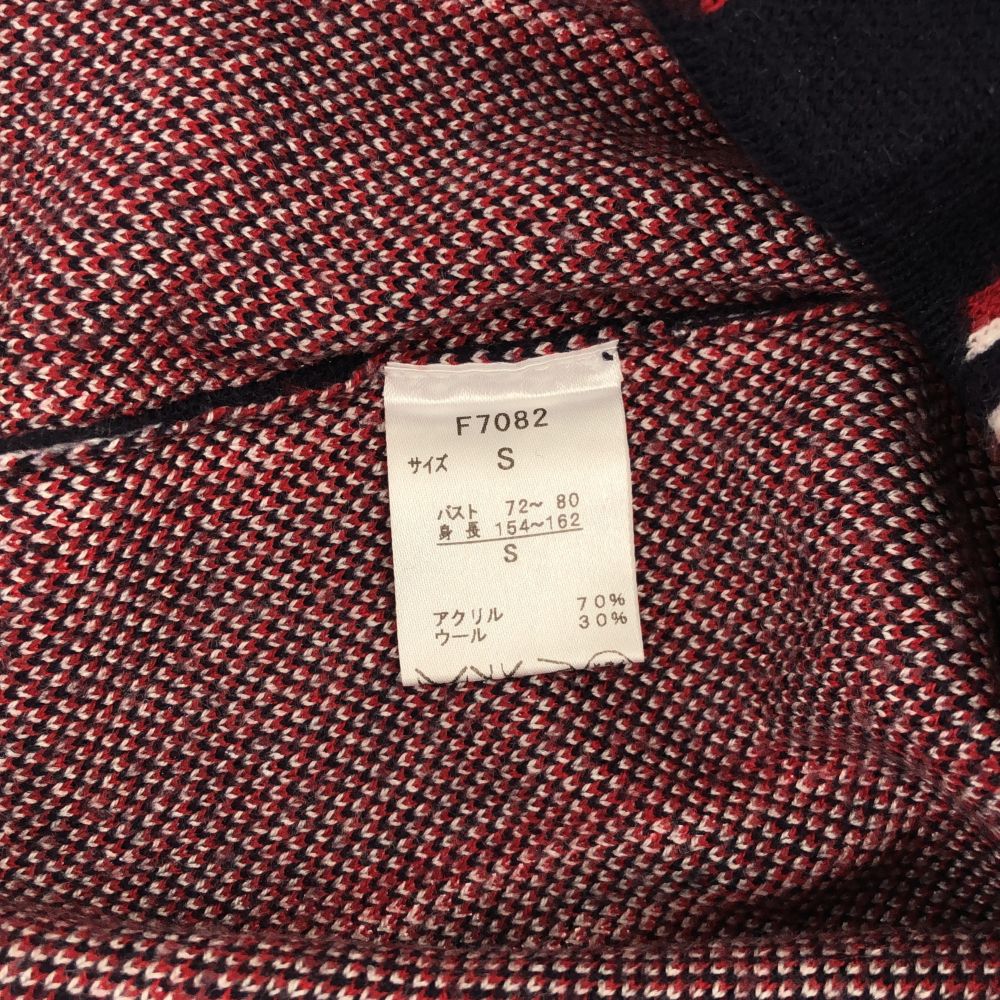 F7082
サイズ S
バスト 72〜 80
身 長 154〜162
S
アクリル 70%
ウール 30%